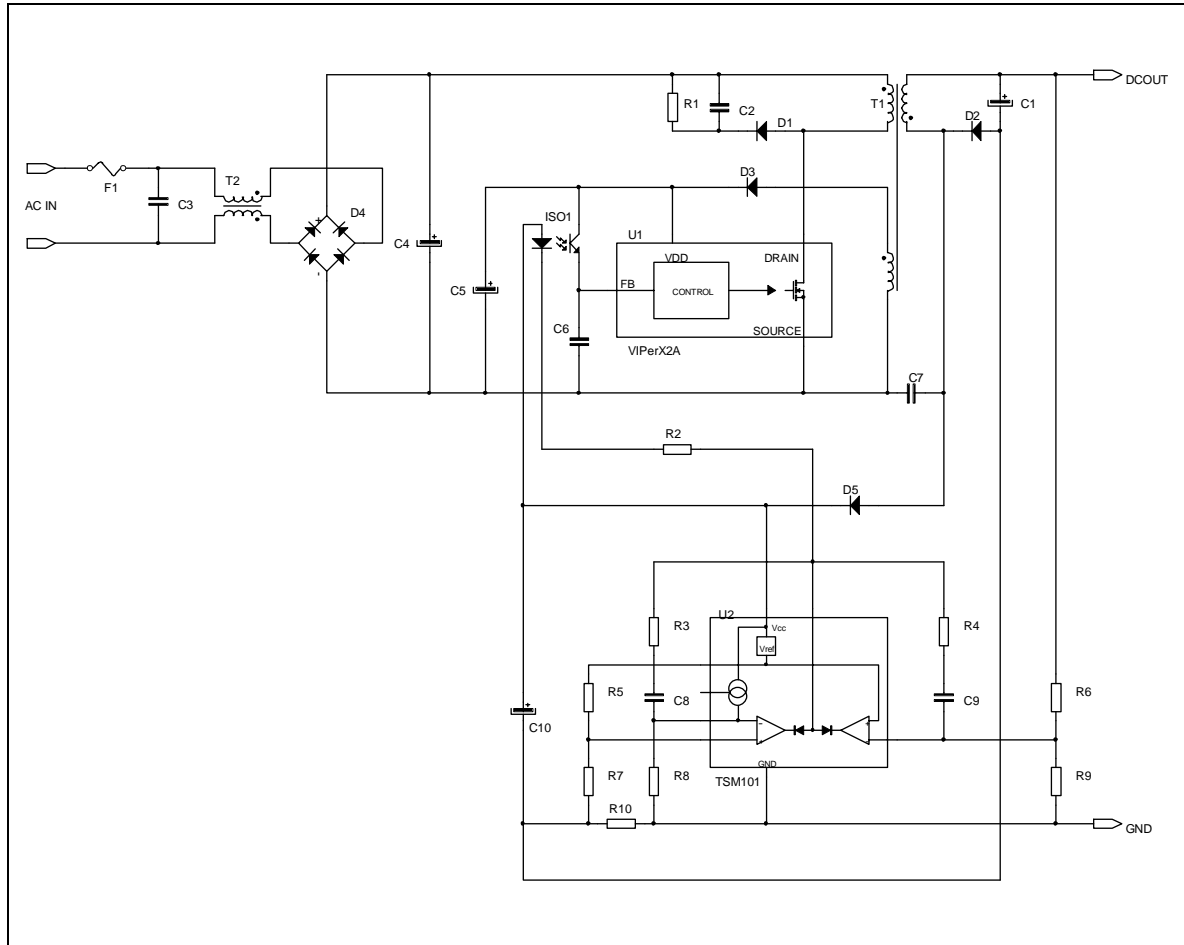 DCOUT
R1
C2
D1
T1
D2
C1
AC IN
F1
C3
T2
D4
+
-
C4
C5
ISO1
D3
U1
VDD
DRAIN
FB
CONTROL
C6
SOURCE
VIPerX2A
C7
R2
D5
U2
R3
Vcc
Vref
R4
R5
C8
C9
R6
C10
GND
R7
R8
TSM101
R9
R10
GND